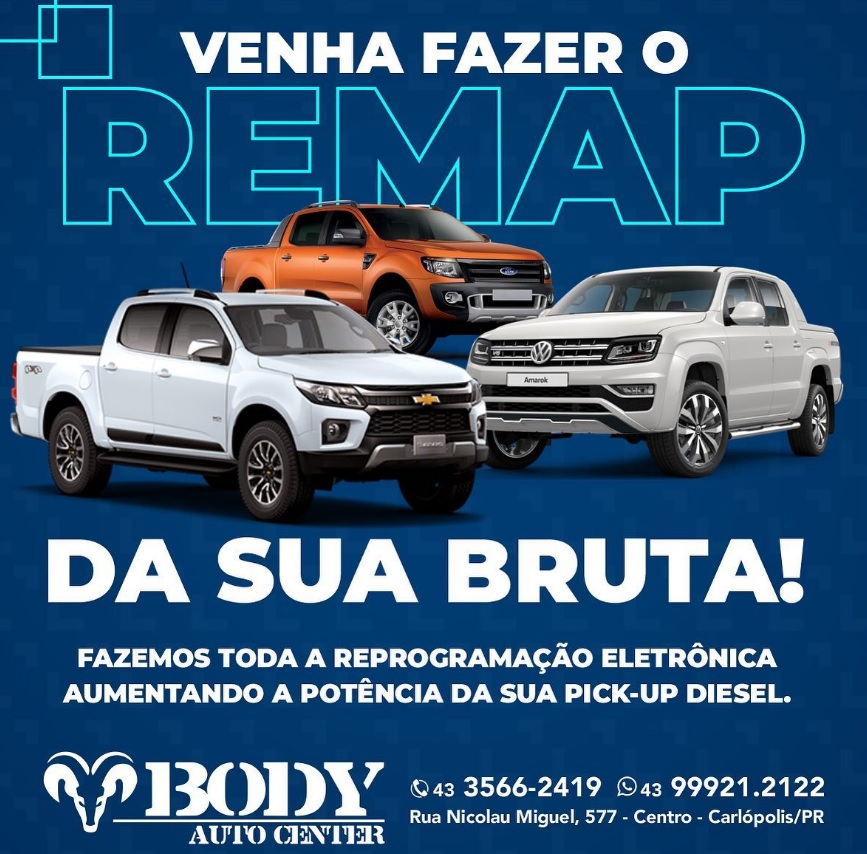 VENHA FAZER O
REMAP
Amarok
DA SUA BRUTA!
FAZEMOS TODA A REPROGRAMAÇÃO ELETRÔNICA
AUMENTANDO A POTÊNCIA DA SUA PICK-UP DIESEL.
BODY
AUTO CENTER
43 3566-2419 43 99921.2122
Rua Nicolau Miguel, 577 - Centro - Carlópolis/PR